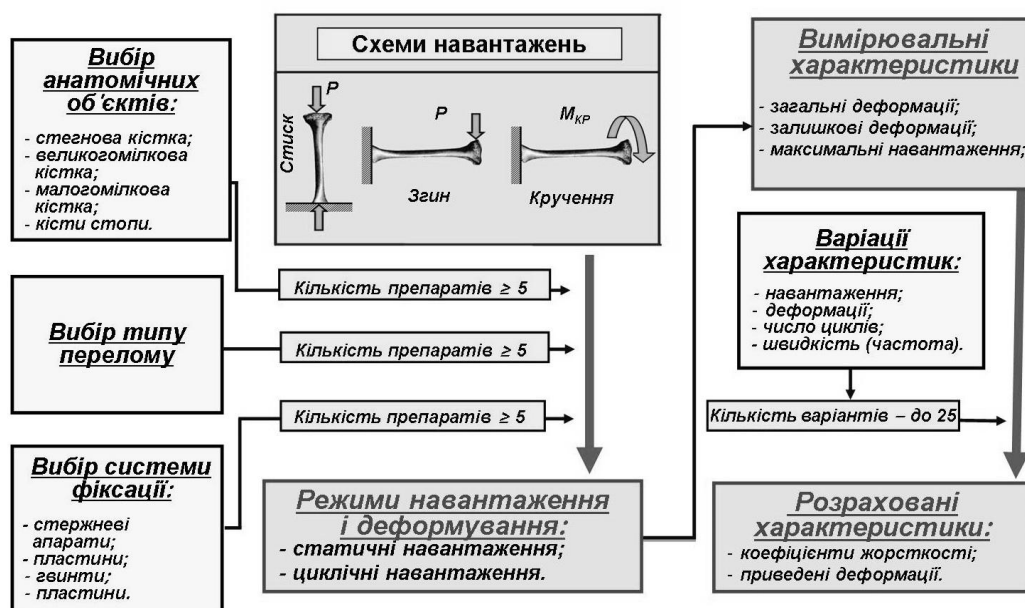 Вибір
анатомічних
об'єктів:
- стегнова кістка;
- великогомілкова
кістка;
- малогомілкова
кістка;
- кісти стопи.
Вибір типу
перелому
Вибір системи
фіксації:
- стержневі
апарати;
- пластини;
- гвинти;
- пластини.
Схеми навантажень
P
Стиск
P
Згин
МКР
Кручення
Кількість препаратів ≥ 5
Кількість препаратів ≥ 5
Кількість препаратів ≥ 5
Режими навантаження
і деформування:
- статичні навантаження;
- циклічні навантаження.
Вимірювальні
характеристики
- загальні деформації;
- залишкові деформації;
- максимальні навантаження;
Варіації
характеристик:
- навантаження;
- деформації;
- число циклів;
- швидкість (частота).
Кількість варіантів – до 25
Розраховані
характеристики:
- коефіцієнти жорсткості;
- приведені деформації.